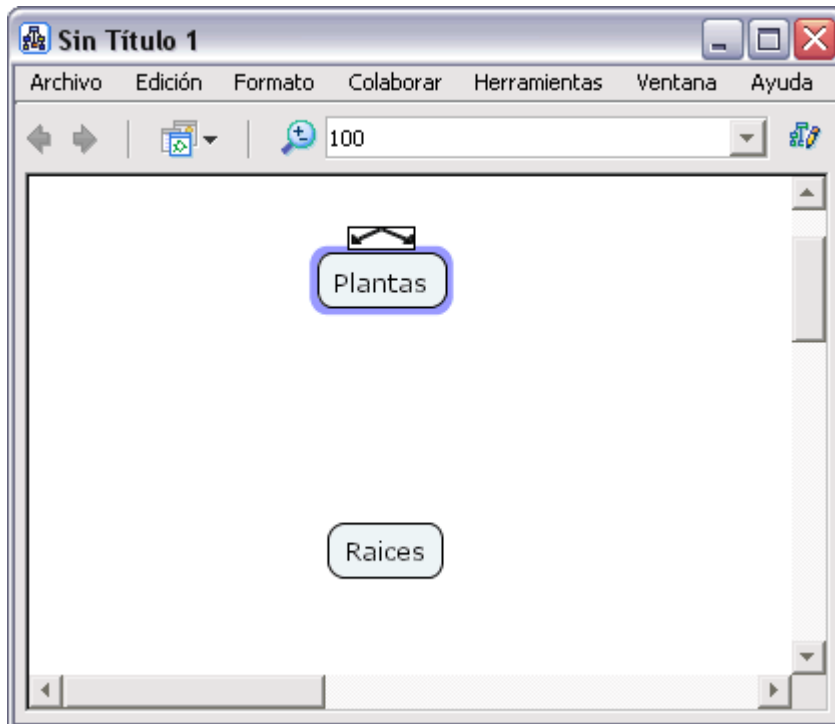 Sin Título 1
Archivo Edición Formato Colaborar Herramientas Ventana Ayuda
100
Plantas
Raices